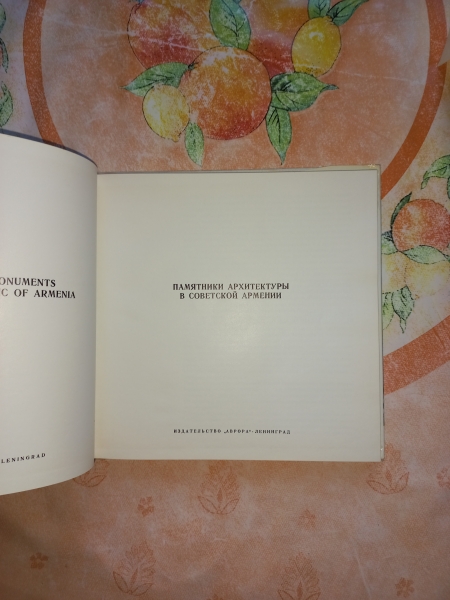 ONUMENTS
C OF ARMENIA
LENINGRAD
ПАМЯТНИКИ АРХИТЕКТУРЫ
В СОВЕТСКОЙ АРМЕНИИ
ИЗДАТЕЛЬСТВО „АВРОРА“·ЛЕНИНГРАД